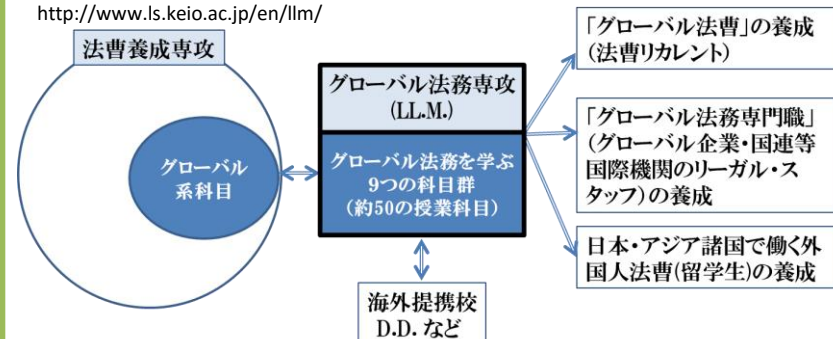 http://www.ls.keio.ac.jp/en/llm/
法曹養成専攻
グローバル
系科目
グローバル法務専攻
(LL.M.)
グローバル法務を学ぶ
9つの科目群
(約50の授業科目)
海外提携校
D.D. など
「グローバル法曹」の養成
(法曹リカレント)
「グローバル法務専門職」
(グローバル企業・国連等
国際機関のリーガル・ス
タッフ)の養成
日本・アジア諸国で働く外
国人法曹(留学生)の養成